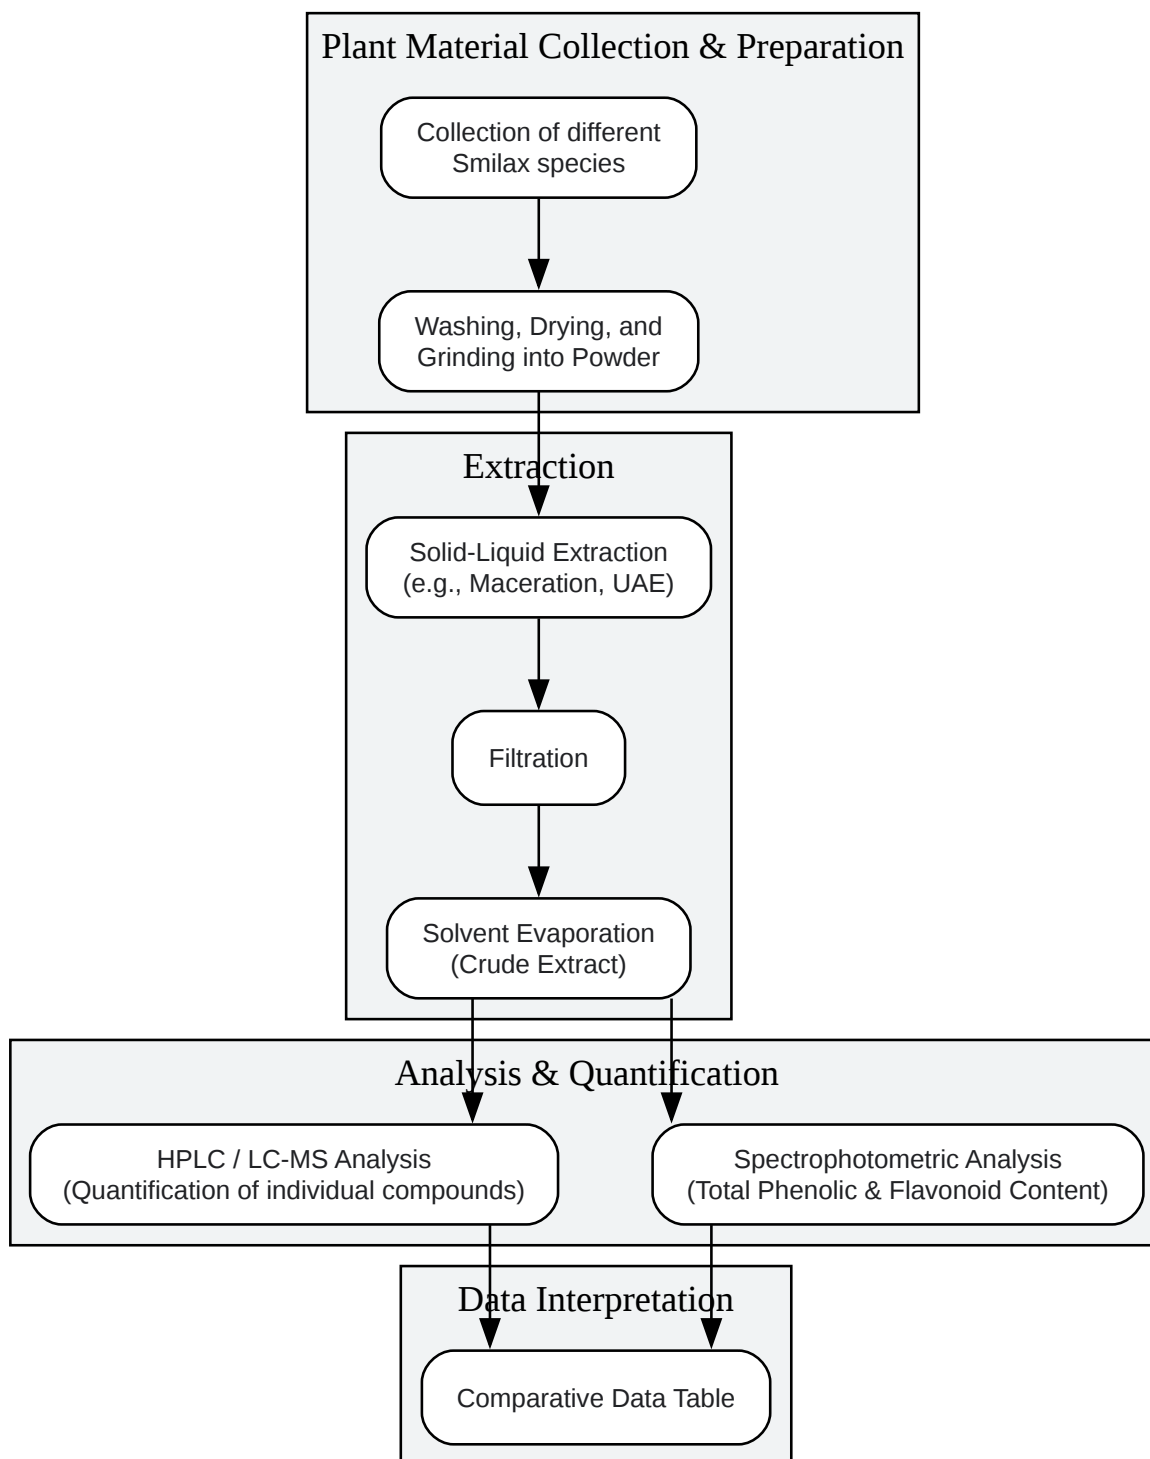 Plant Material Collection & Preparation
Collection of different
Smilax species
Washing, Drying, and
Grinding into Powder
Extraction
Solid-Liquid Extraction
(e.g., Maceration, UAE)
Filtration
Solvent Evaporation
(Crude Extract)
Analysis & Quantification
HPLC / LC-MS Analysis
(Quantification of individual compounds)
Spectrophotometric Analysis
(Total Phenolic & Flavonoid Content)
Data Interpretation
Comparative Data Table